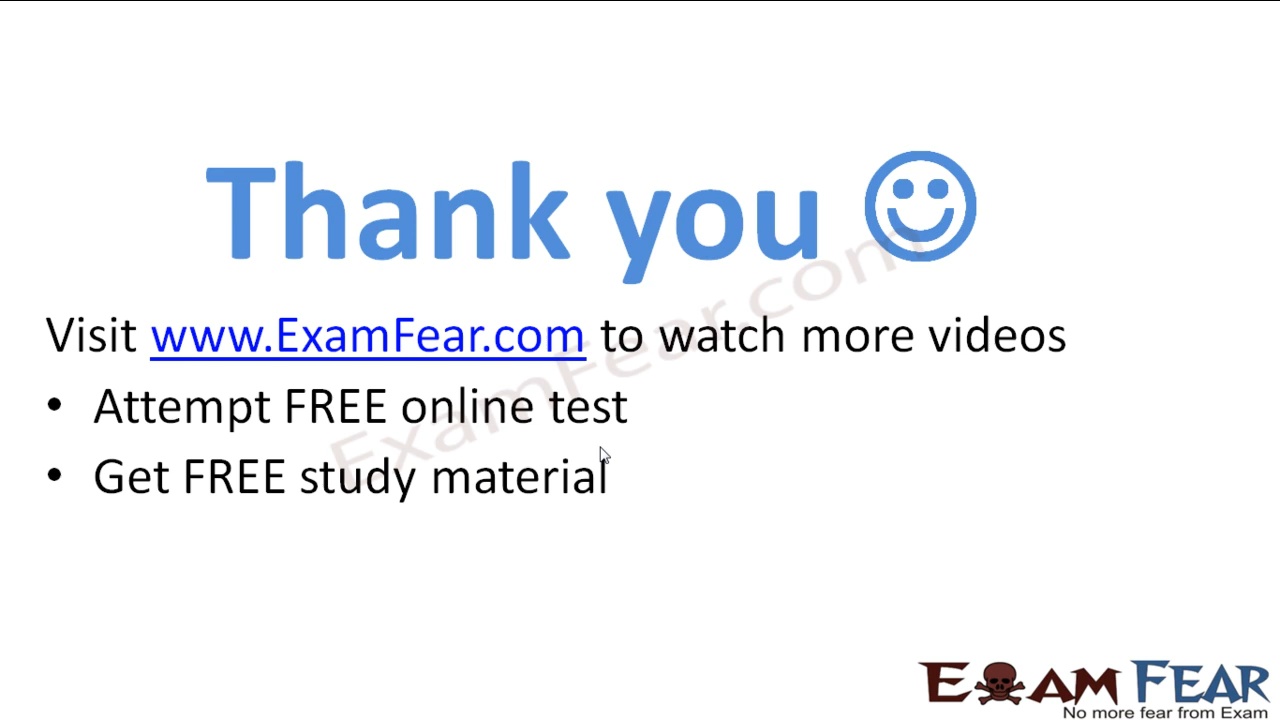 Thank you ☺
Visit www.ExamFear.com to watch more videos
• Attempt FREE online test
• Get FREE study material
ExamFear.com
EXAM FEAR
No more fear from Exam